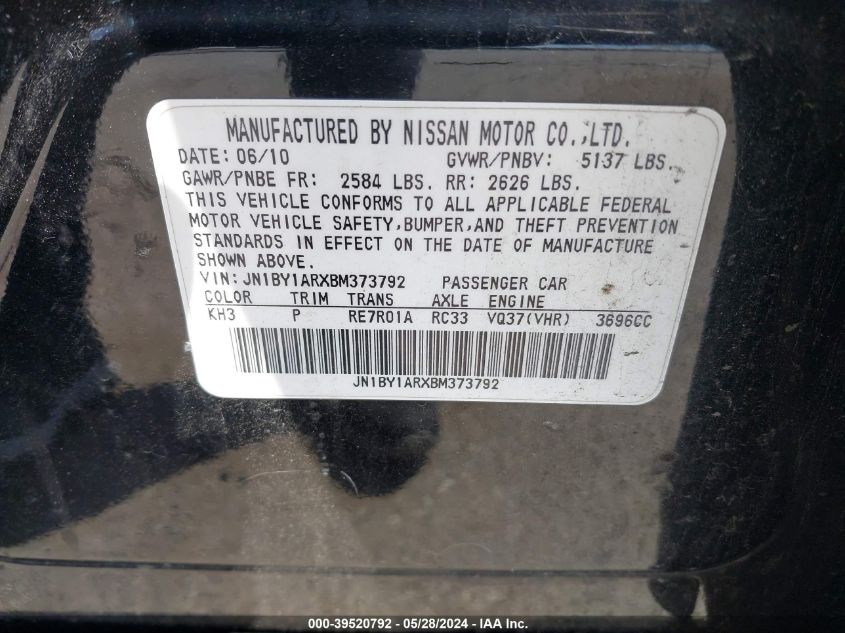 MANUFACTURED BY NISSAN MOTOR CO.,LTD.
DATE: 06/10 GVWR/PNBV: 5137 LBS.
GAWR/PNBE FR: 2584 LBS. RR: 2626 LBS.
THIS VEHICLE CONFORMS TO ALL APPLICABLE FEDERAL
MOTOR VEHICLE SAFETY,BUMPER,AND THEFT PREVENTION
STANDARDS IN EFFECT ON THE DATE OF MANUFACTURE
SHOWN ABOVE.
VIN:JN1BY1ARXBM373792 PASSENGER CAR
COLOR TRIM TRANS AXLE ENGINE
KH3 P RE7R01A RC33 VQ37(VHR) 3696CC
JN1BY1ARXBM373792
000-39520792 - 05/28/2024 - IAA Inc.